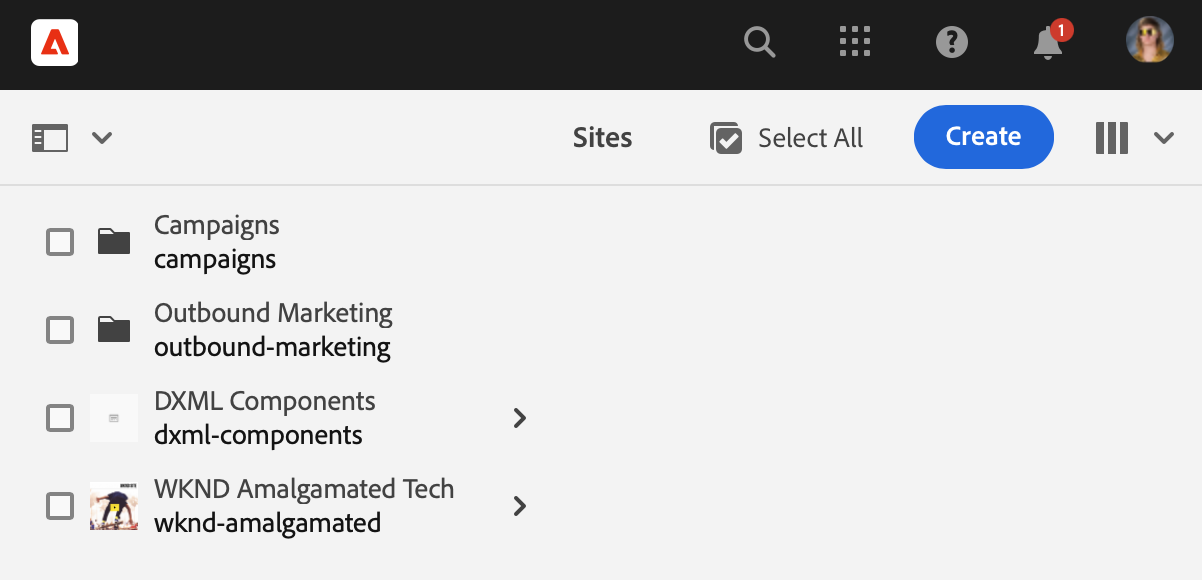 1
Sites
Select All
Create
Campaigns
campaigns
Outbound Marketing
outbound-marketing
DXML Components
dxml-components
WKND Amalgamated Tech
wknd-amalgamated